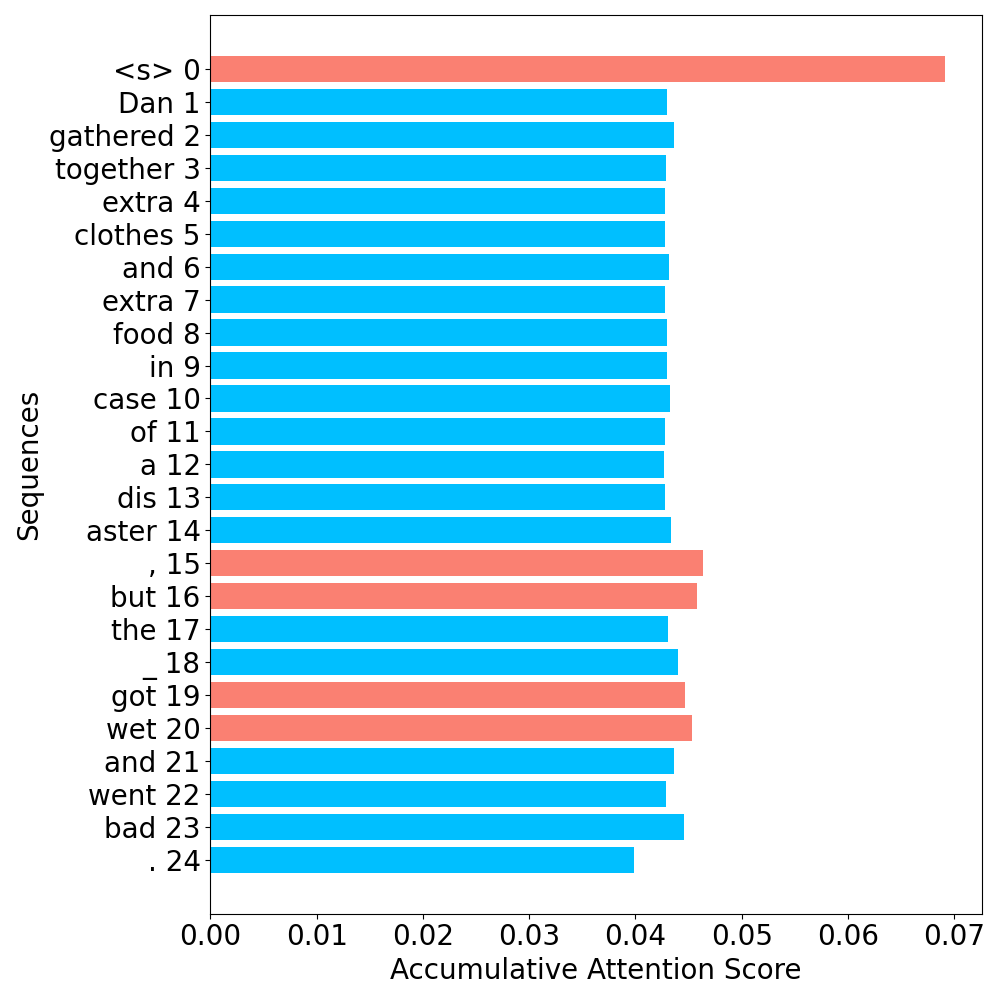 <s> 0
Dan 1
gathered 2
together 3
extra 4
clothes 5
and 6
extra 7
food 8
in 9
case 10
of 11
a 12
dis 13
aster 14
, 15
but 16
the 17
_ 18
got 19
wet 20
and 21
went 22
bad 23
. 24
Sequences
0.00 0.01 0.02 0.03 0.04 0.05 0.06 0.07
Accumulative Attention Score